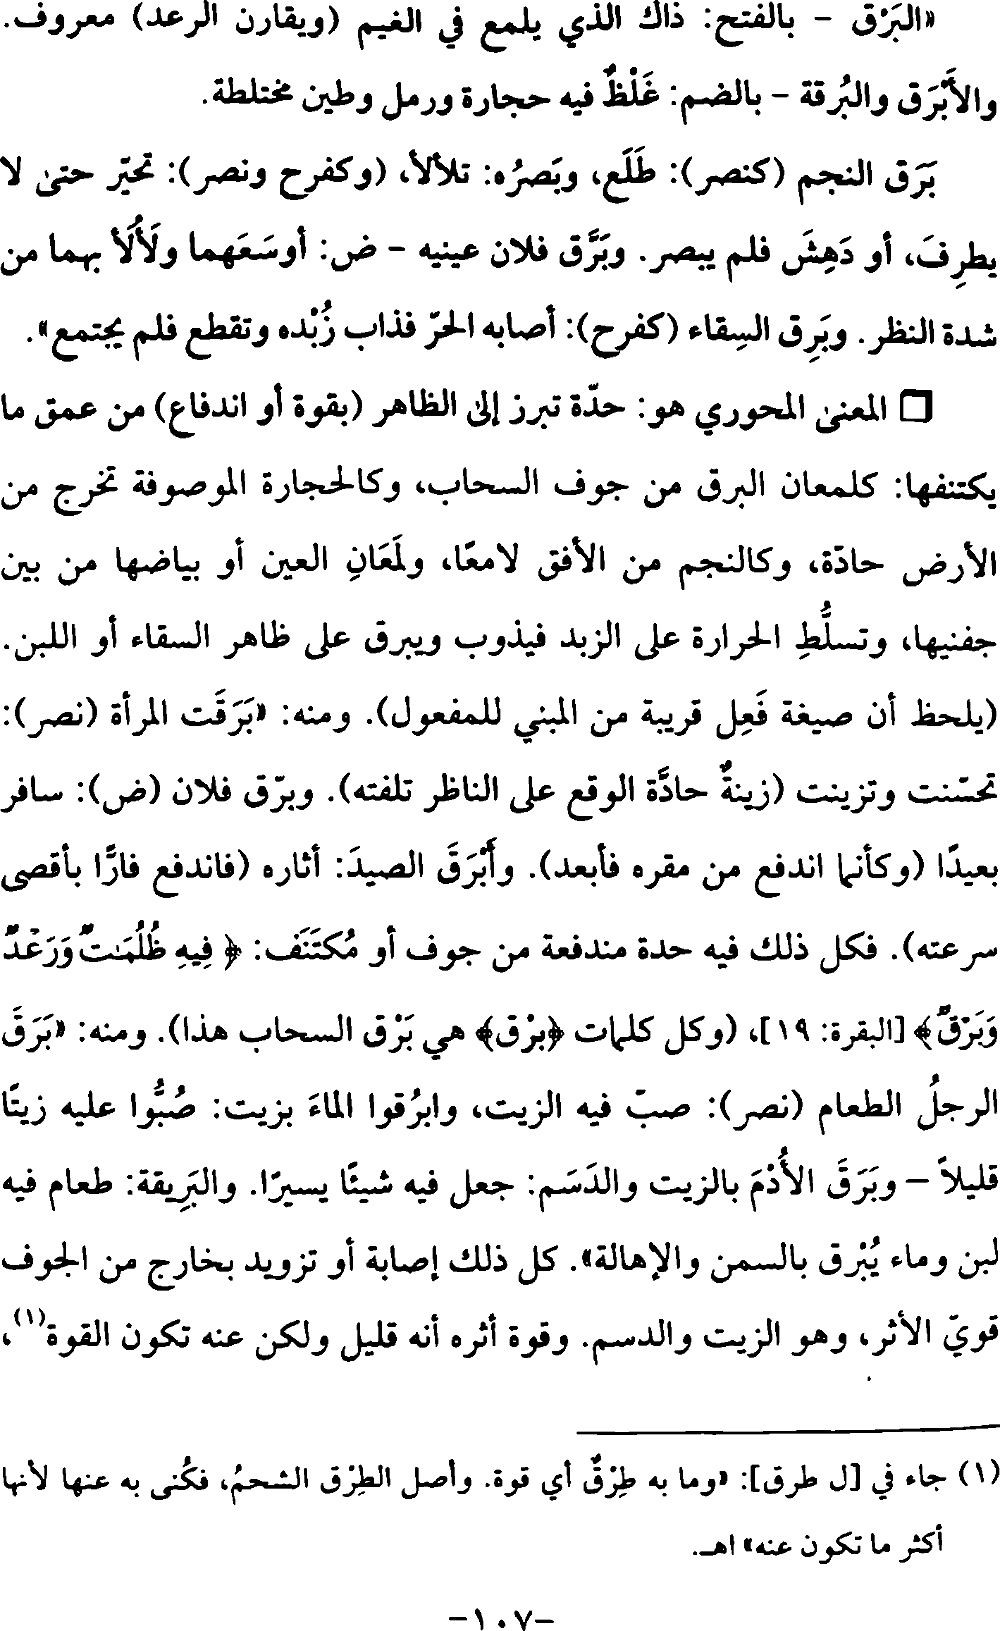 «البَرْق - بالفتح: ذاك الذي يلمع في الغيم (ويقارن الرعد) معروف.
والأَبْرَق والبُرقة - بالضم: غَلْظٌ فيه حجارة ورمل وطين مختلطة.
بَرَق النجم (كنصر): طَلَع، وبَصرُه: تلألأ، (وكفرح ونصر): تحيّر حتى لا
يطرِفَ، أو دَهِشَ فلم يبصر. وبَرَّق فلان عينيه - ض: أوسَعَهما ولَأْلَأ بهما من
شدة النظر. وبَرِق السِقاء (كفرح): أصابه الحرّ فذاب زُبْده وتقطع فلم يجتمع».
❒ المعنى المحوري هو: حدّة تبرز إلى الظاهر (بقوة أو اندفاع) من عمق ما
يكتنفها: كلمعان البرق من جوف السحاب، وكالحجارة الموصوفة تخرج من
الأرض حادّة، وكالنجم من الأفق لامعًا، ولَمَعَانِ العين أو بياضها من بين
جفنيها، وتسلُّطِ الحرارة على الزبد فيذوب ويبرق على ظاهر السقاء أو اللبن.
(يلحظ أن صيغة فَعِل قريبة من المبني للمفعول). ومنه: «بَرَقَت المرأة (نصر):
تحسّنت وتزينت (زينةٌ حادَّة الوقع على الناظر تلفته). وبرّق فلان (ض): سافر
بعيدًا (وكأنما اندفع من مقره فأبعد). وأَبْرَقَ الصيدَ: أثاره (فاندفع فارًّا بأقصى
سرعته). فكل ذلك فيه حدة مندفعة من جوف أو مُكتَنَف: ﴿ فِيهِ ظُلُمَـٰتٌ وَرَعْدٌ
وَبَرْقٌ﴾ [البقرة: ١٩]، (وكل كلمات ﴿برْق﴾ هي بَرْق السحاب هذا). ومنه: «بَرَقَ
الرجلُ الطعام (نصر): صبّ فيه الزيت، وابرُقوا الماءَ بزيت: صُبُّوا عليه زيتًا
قليلاً - وبَرَقَ الأُدْمَ بالزيت والدَسَم: جعل فيه شيئًا يسيرًا. والبَرِيقة: طعام فيه
لبن وماء يُبْرق بالسمن والإهالة». كل ذلك إصابة أو تزويد بخارج من الجوف
قويّ الأثر، وهو الزيت والدسم. وقوة أثره أنه قليل ولكن عنه تكون القوة(١)،
(١) جاء في [ل طرق]: «وما به طِرْقٌ أي قوة. وأصل الطِرْق الشحمُ، فكُنى به عنها لأنها
أكثر ما تكون عنه» اهـ.
-١٠٧-